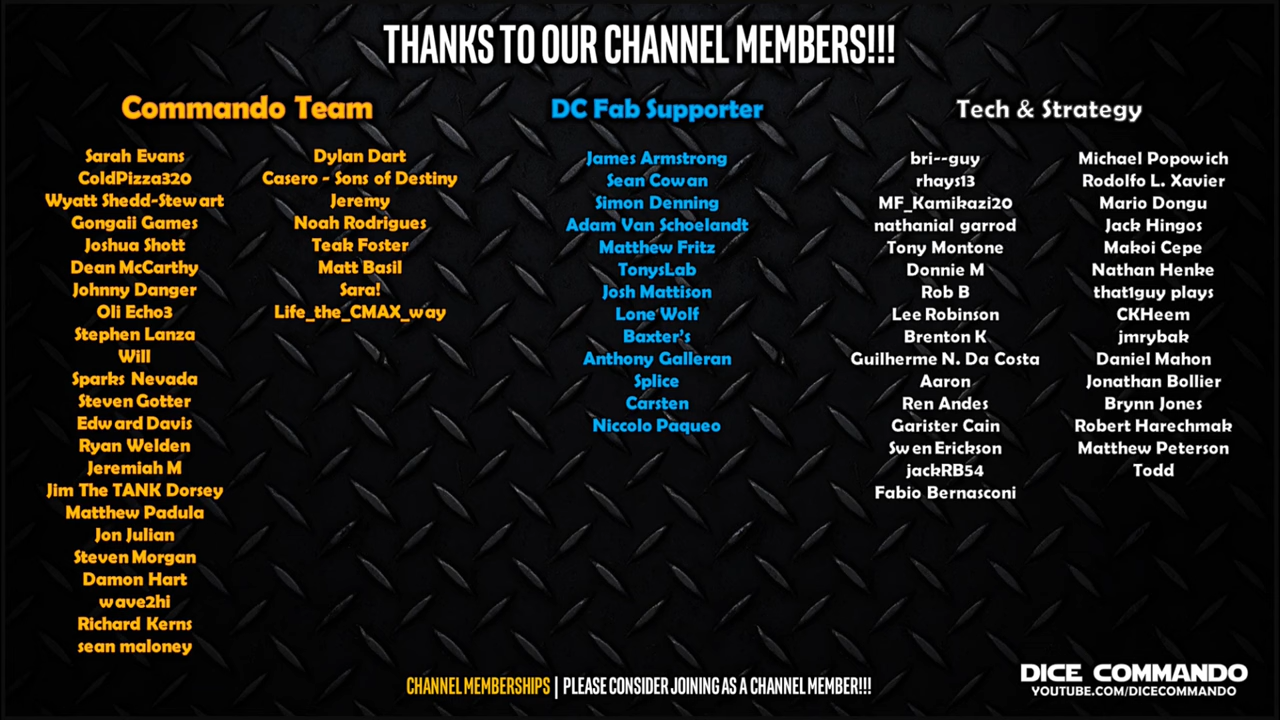 THANKS TO OUR CHANNEL MEMBERS!!!
Commando Team
Sarah Evans
ColdPizza320
Wyatt Shedd-Stewart
Gongaii Games
Joshua Shott
Dean McCarthy
Johnny Danger
Oli Echo3
Stephen Lanza
Will
Sparks Nevada
Steven Gotter
Edward Davis
Ryan Welden
Jeremiah M
Jim The TANK Dorsey
Matthew Padula
Jon Julian
Steven Morgan
Damon Hart
wave2hi
Richard Kerns
sean maloney
Dylan Dart
Casero - Sons of Destiny
Jeremy
Noah Rodrigues
Teak Foster
Matt Basil
Sara!
Life_the_CMAX_way
DC Fab Supporter
James Armstrong
Sean Cowan
Simon Denning
Adam Van Schoelandt
Matthew Fritz
TonysLab
Josh Mattison
Lone Wolf
Baxter's
Anthony Galleran
Splice
Carsten
Niccolo Paqueo
Tech & Strategy
bri--guy
rhays13
MF_Kamikazi20
nathanial garrod
Tony Montone
Donnie M
Rob B
Lee Robinson
Brenton K
Guilherme N. Da Costa
Aaron
Ren Andes
Garister Cain
Swen Erickson
jackRB54
Fabio Bernasconi
Michael Popowich
Rodolfo L. Xavier
Mario Dongu
Jack Hingos
Makoi Cepe
Nathan Henke
that1guy plays
CKHeem
jmrybak
Daniel Mahon
Jonathan Bollier
Brynn Jones
Robert Harechmak
Matthew Peterson
Todd
CHANNEL MEMBERSHIPS | PLEASE CONSIDER JOINING AS A CHANNEL MEMBER!!!
DICE COMMANDO
YOUTUBE.COM/DICECOMMANDO